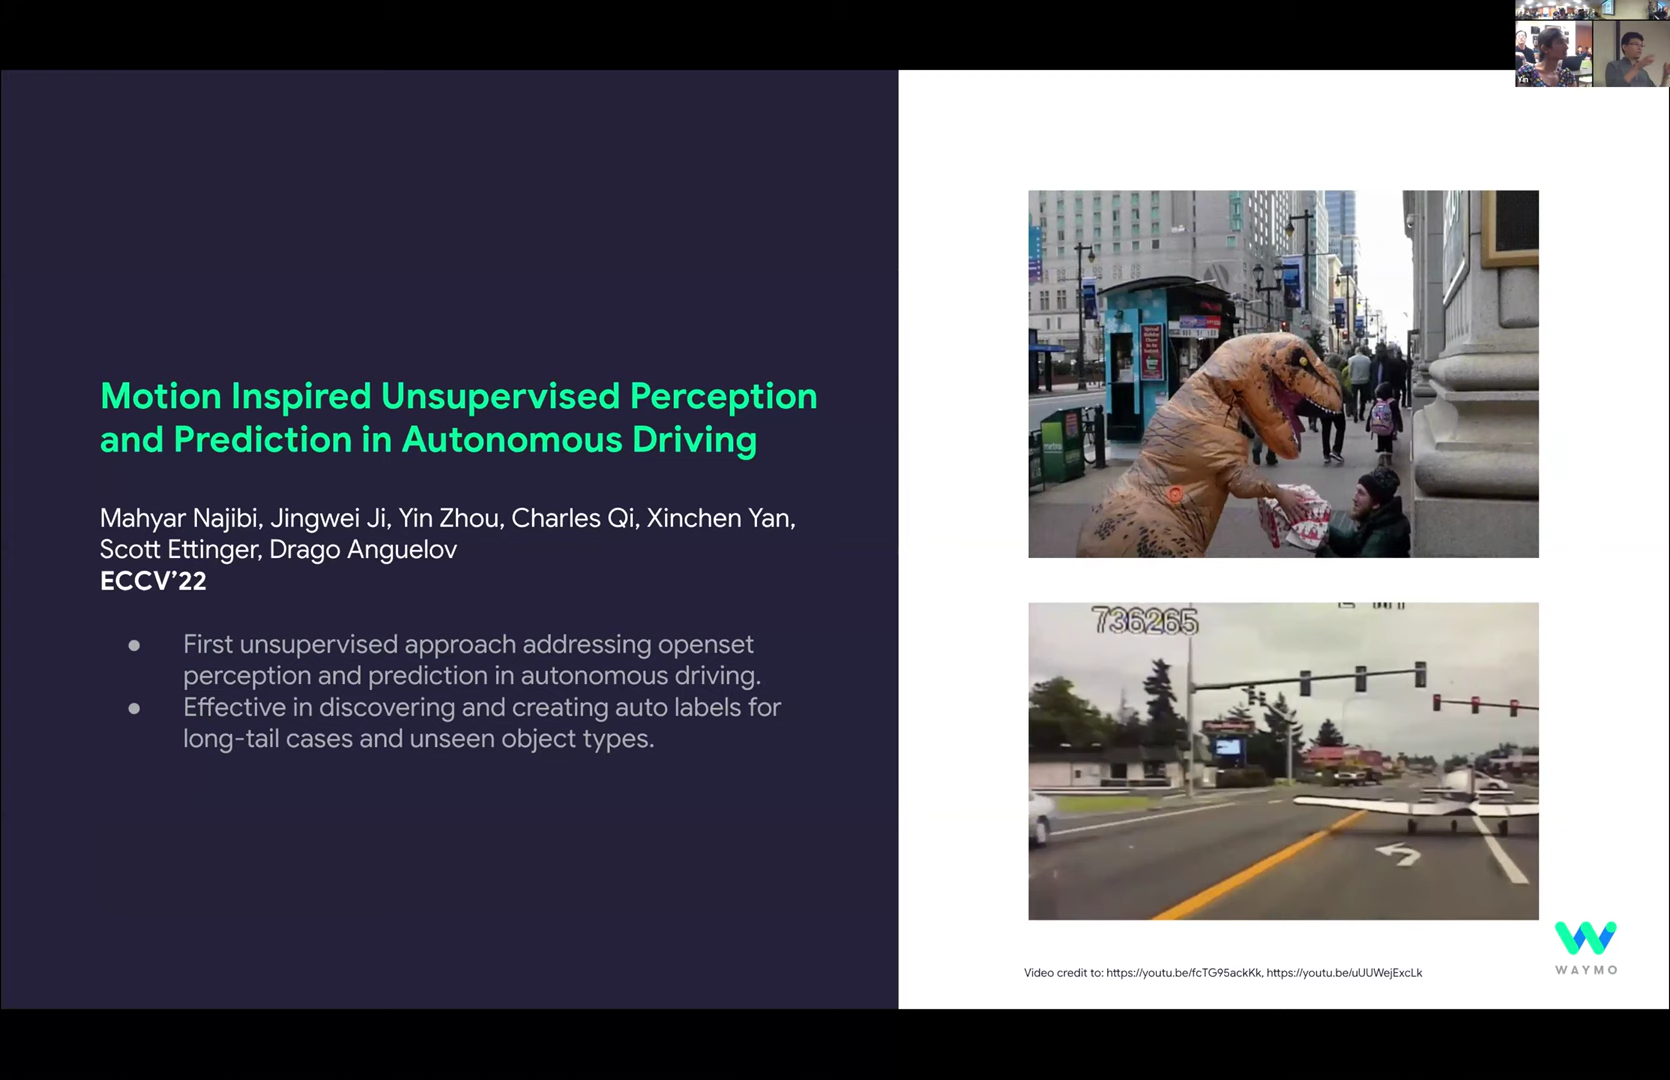 Yin
Motion Inspired Unsupervised Perception
and Prediction in Autonomous Driving
Mahyar Najibi, Jingwei Ji, Yin Zhou, Charles Qi, Xinchen Yan,
Scott Ettinger, Drago Anguelov
ECCV’22
● First unsupervised approach addressing openset
perception and prediction in autonomous driving.
● Effective in discovering and creating auto labels for
long-tail cases and unseen object types.
metro
736265
Video credit to: https://youtu.be/fcTG95ackKk, https://youtu.be/uUUWejExcLk
WAYMO